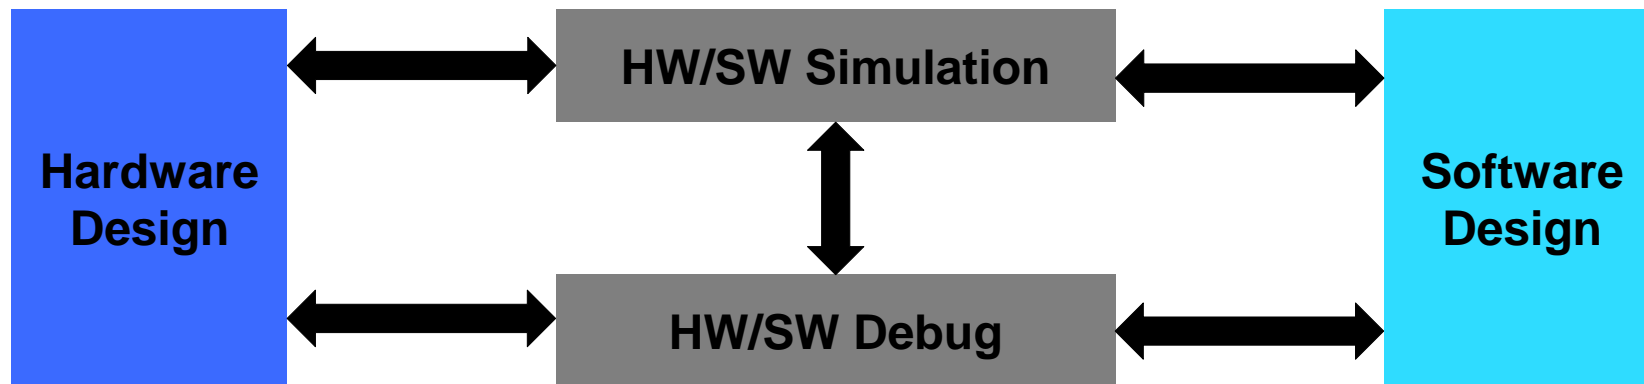 HW/SW Simulation
Hardware
Design
Software
Design
HW/SW Debug